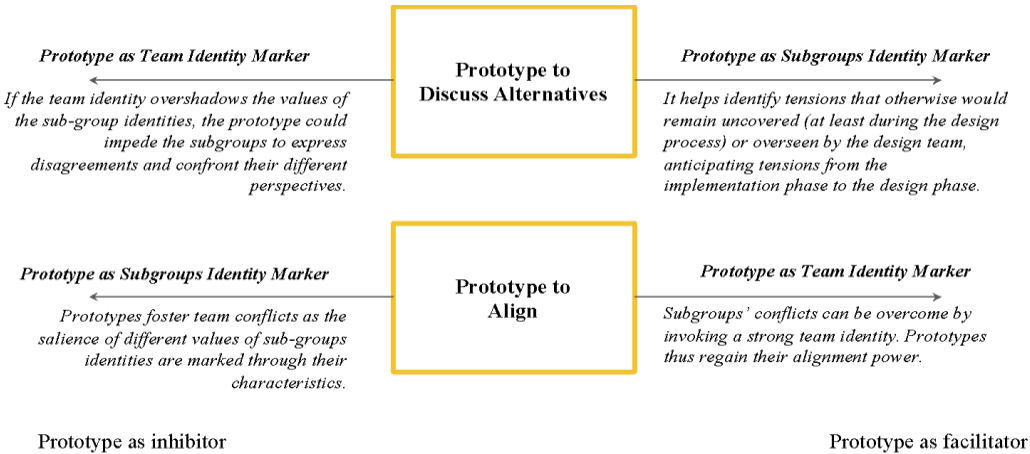 Prototype as Team Identity Marker
If the team identity overshadows the values of
the sub-group identities, the prototype could
impede the subgroups to express
disagreements and confront their different
perspectives.
Prototype to
Discuss Alternatives
Prototype as Subgroups Identity Marker
It helps identify tensions that otherwise would
remain uncovered (at least during the design
process) or overseen by the design team,
anticipating tensions from the
implementation phase to the design phase.
Prototype as Subgroups Identity Marker
Prototypes foster team conflicts as the
salience of different values of sub-groups
identities are marked through their
characteristics.
Prototype to
Align
Prototype as Team Identity Marker
Subgroups’ conflicts can be overcome by
invoking a strong team identity. Prototypes
thus regain their alignment power.
Prototype as inhibitor
Prototype as facilitator